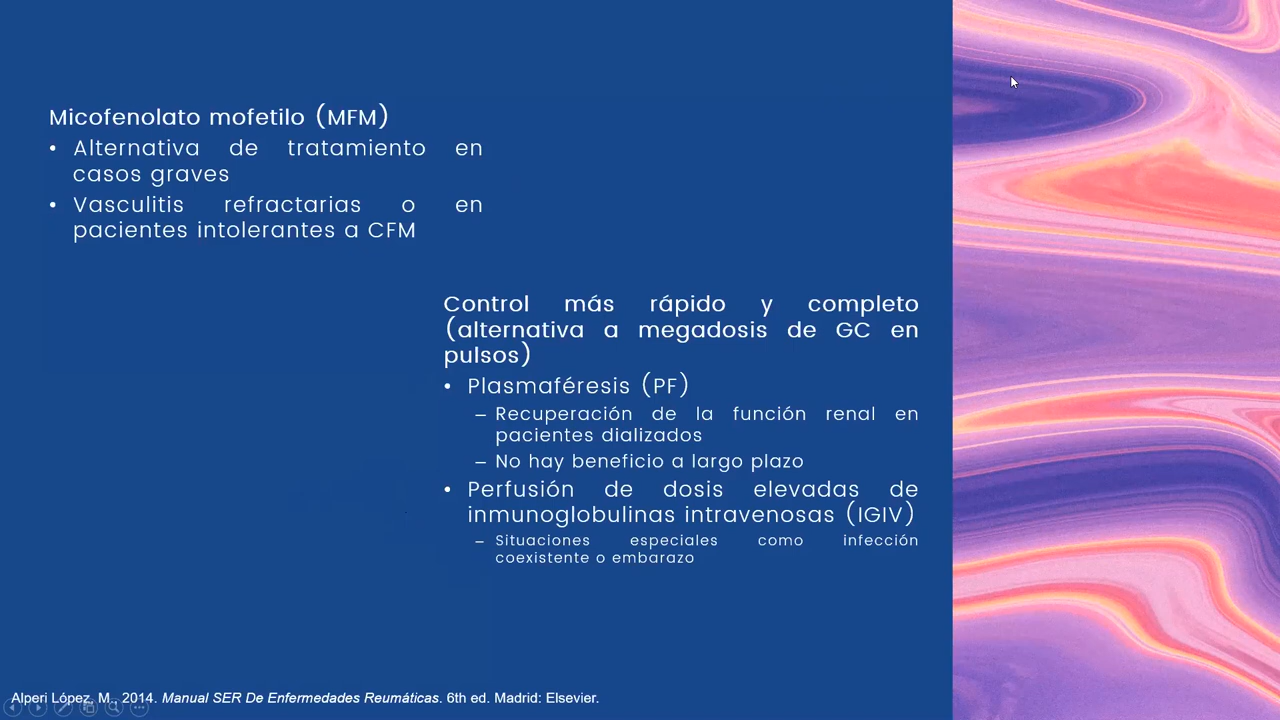 Micofenolato mofetilo (MFM)
• Alternativa de tratamiento en
casos graves
• Vasculitis refractarias o en
pacientes intolerantes a CFM
Control más rápido y completo
(alternativa a megadosis de GC en
pulsos)
• Plasmaféresis (PF)
– Recuperación de la función renal en
pacientes dializados
– No hay beneficio a largo plazo
• Perfusión de dosis elevadas de
inmunoglobulinas intravenosas (IGIV)
– Situaciones especiales como infección
coexistente o embarazo
Alperi López, M., 2014. Manual SER De Enfermedades Reumáticas. 6th ed. Madrid: Elsevier.